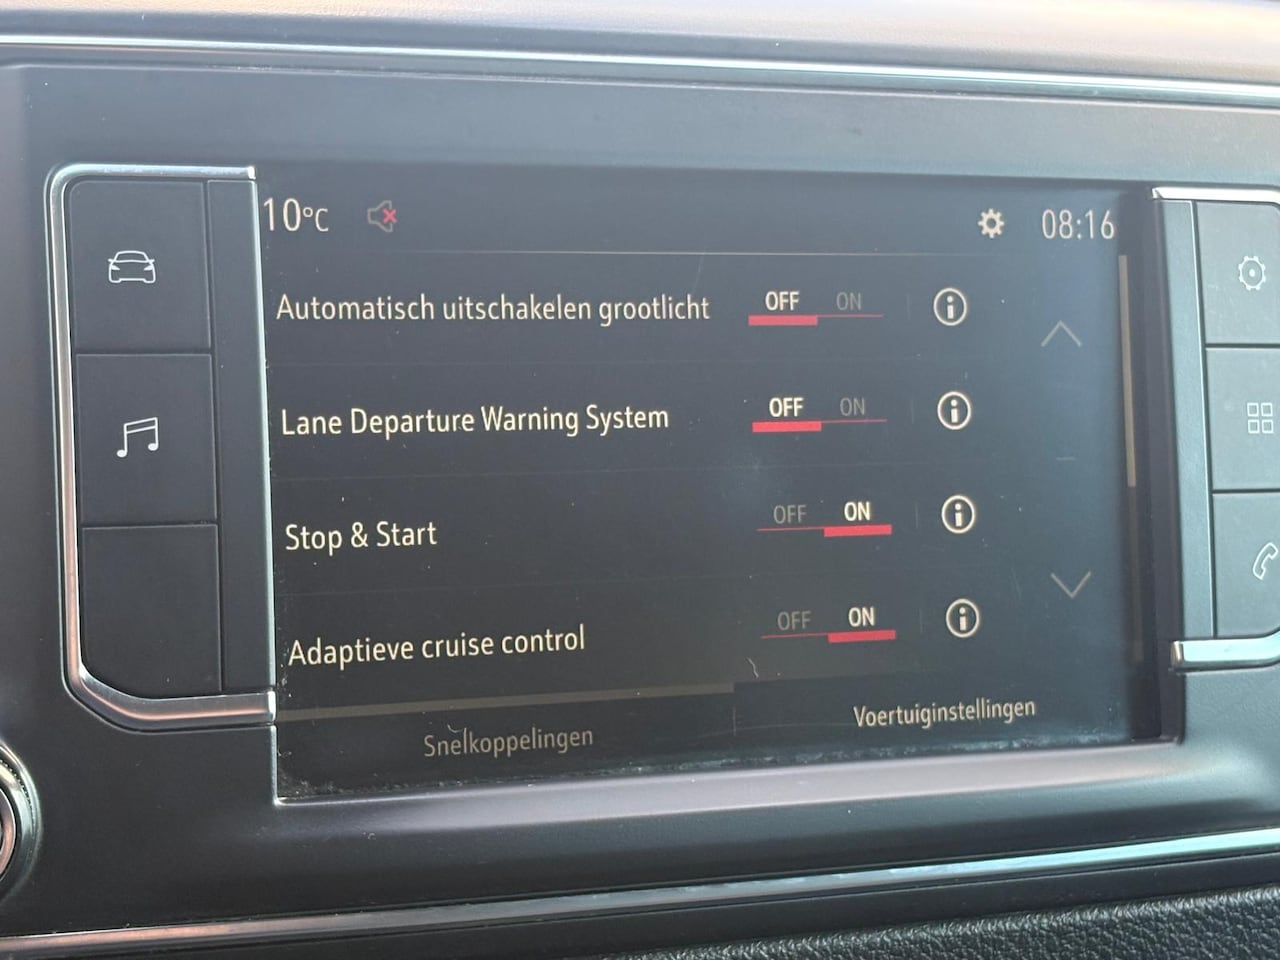 10°C 08:16
Automatisch uitschakelen grootlicht OFF ON
Lane Departure Warning System OFF ON
Stop & Start OFF ON
Adaptieve cruise control OFF ON
Snelkoppelingen Voertuiginstellingen